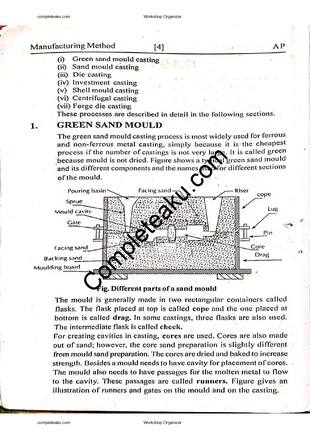 completeaku.com Workshop Organizer
Manufacturing Method [4] A P
(i) Green sand mould casting
(ii) Sand mould casting
(iii) Die casting
(iv) Investment casting
(v) Shell mould casting
(vi) Centrifugal casting
(vii) Forge die casting
These processes are described in detail in the following sections.
1. GREEN SAND MOULD
The green sand mould casting process is most widely used for ferrous
and non-ferrous metal casting, simply because it is the cheapest
process if the number of castings is not very large. It is called green
because mould is not dried. Figure shows a typical green sand mould
and its different components and the names for different sections
of the mould.
Pouring basin Facing sand Riser cope
Sprue
Mould cavity Lug
Gate
Pin
Facing sand Core
Backing sand Drag
Moulding board
Completeaku.com
Fig. Different parts of a sand mould
The mould is generally made in two rectangular containers called
flasks. The flask placed at top is called cope and the one placed at
bottom is called drag. In some castings, three flasks are also used.
The intermediate flask is called cheek.
For creating cavities in casting, cores are used. Cores are also made
out of sand; however, the core sand preparation is slightly different
from mould sand preparation. The cores are dried and baked to increase
strength. Besides a mould needs to have cavity for placement of cores.
The mould also needs to have passages for the molten metal to flow
to the cavity. These passages are called runners. Figure gives an
illustration of runners and gates on the mould and on the casting.
completeaku.com Workshop Organizer